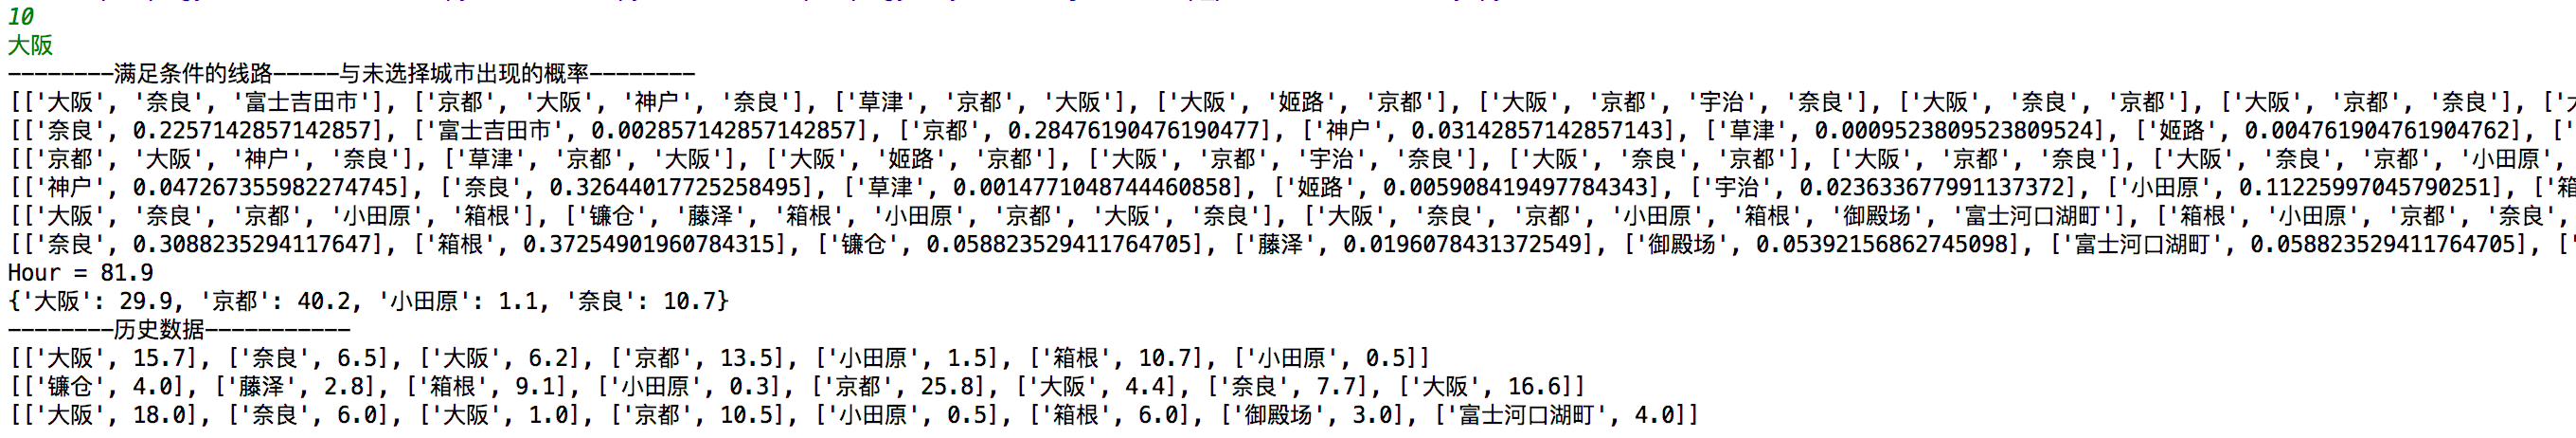 10
大阪
--------满足条件的线路-----与未选择城市出现的概率--------
[['大阪', '奈良', '富士吉田市'], ['京都', '大阪', '神户', '奈良'], ['草津', '京都', '大阪'], ['大阪', '姬路', '京都'], ['大阪', '京都', '宇治', '奈良'], ['大阪', '奈良', '京都'], ['大阪', '京都', '奈良'], ['
[['奈良', 0.2257142857142857], ['富士吉田市', 0.002857142857142857], ['京都', 0.28476190476190477], ['神户', 0.03142857142857143], ['草津', 0.0009523809523809524], ['姬路', 0.004761904761904762], ['
[['京都', '大阪', '神户', '奈良'], ['草津', '京都', '大阪'], ['大阪', '姬路', '京都'], ['大阪', '京都', '宇治', '奈良'], ['大阪', '奈良', '京都'], ['大阪', '京都', '奈良'], ['大阪', '奈良', '京都', '小田原',
[['神户', 0.047267355982274745], ['奈良', 0.32644017725258495], ['草津', 0.0014771048744460858], ['姬路', 0.005908419497784343], ['宇治', 0.023633677991137372], ['小田原', 0.11225997045790251], ['箱
[['大阪', '奈良', '京都', '小田原', '箱根'], ['镰仓', '藤泽', '箱根', '小田原', '京都', '大阪', '奈良'], ['大阪', '奈良', '京都', '小田原', '箱根', '御殿场', '富士河口湖町'], ['箱根', '小田原', '京都', '奈良',
[['奈良', 0.3088235294117647], ['箱根', 0.37254901960784315], ['镰仓', 0.058823529411764705], ['藤泽', 0.0196078431372549], ['御殿场', 0.05392156862745098], ['富士河口湖町', 0.058823529411764705], [
Hour = 81.9
{'大阪': 29.9, '京都': 40.2, '小田原': 1.1, '奈良': 10.7}
--------历史数据-----------
[['大阪', 15.7], ['奈良', 6.5], ['大阪', 6.2], ['京都', 13.5], ['小田原', 1.5], ['箱根', 10.7], ['小田原', 0.5]]
[['镰仓', 4.0], ['藤泽', 2.8], ['箱根', 9.1], ['小田原', 0.3], ['京都', 25.8], ['大阪', 4.4], ['奈良', 7.7], ['大阪', 16.6]]
[['大阪', 18.0], ['奈良', 6.0], ['大阪', 1.0], ['京都', 10.5], ['小田原', 0.5], ['箱根', 6.0], ['御殿场', 3.0], ['富士河口湖町', 4.0]]